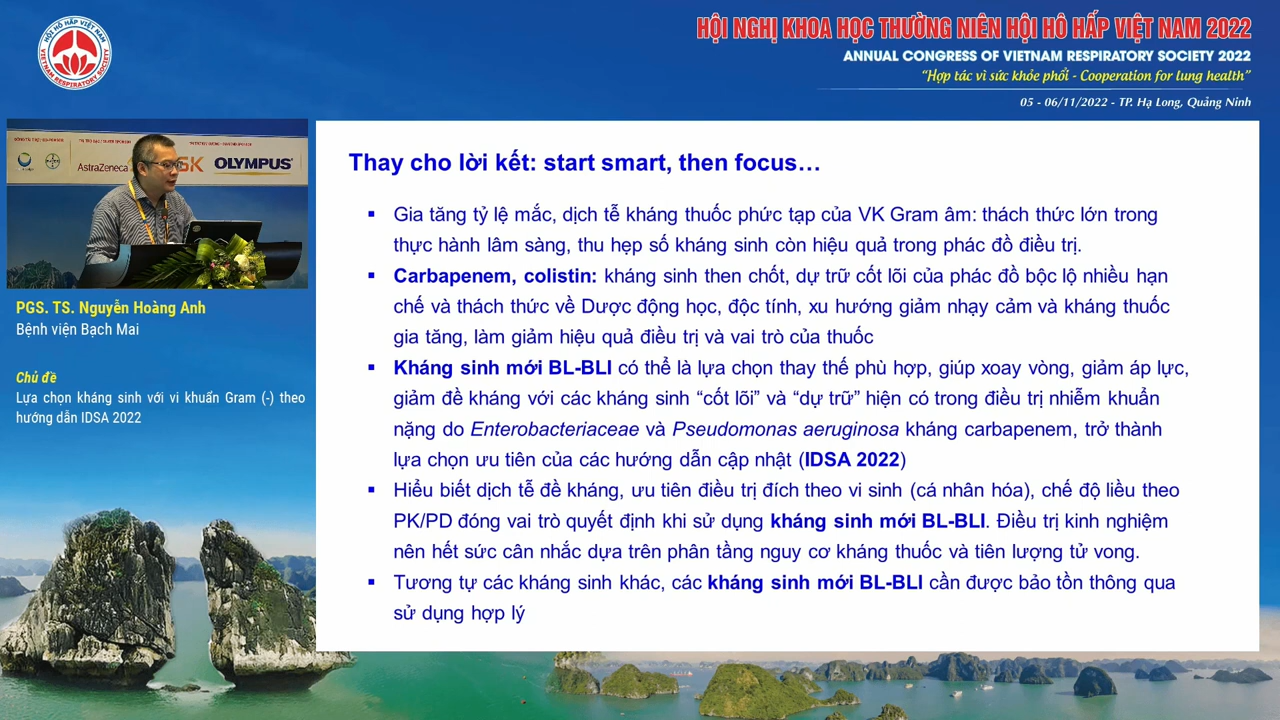 HỘI HÔ HẤP VIỆT NAM
VIETNAM RESPIRATORY SOCIETY
HỘI NGHỊ KHOA HỌC THƯỜNG NIÊN HỘI HÔ HẤP VIỆT NAM 2022
ANNUAL CONGRESS OF VIETNAM RESPIRATORY SOCIETY 2022
“Hợp tác vì sức khỏe phổi - Cooperation for lung health”
05 - 06/11/2022 - TP. Hạ Long, Quảng Ninh
AstraZeneca
GSK
OLYMPUS
PGS. TS. Nguyễn Hoàng Anh
Bệnh viện Bạch Mai
Chủ đề
Lựa chọn kháng sinh với vi khuẩn Gram (-) theo
hướng dẫn IDSA 2022
Thay cho lời kết: start smart, then focus…
▪ Gia tăng tỷ lệ mắc, dịch tễ kháng thuốc phức tạp của VK Gram âm: thách thức lớn trong
thực hành lâm sàng, thu hẹp số kháng sinh còn hiệu quả trong phác đồ điều trị.
▪ Carbapenem, colistin: kháng sinh then chốt, dự trữ cốt lõi của phác đồ bộc lộ nhiều hạn
chế và thách thức về Dược động học, độc tính, xu hướng giảm nhạy cảm và kháng thuốc
gia tăng, làm giảm hiệu quả điều trị và vai trò của thuốc
▪ Kháng sinh mới BL-BLI có thể là lựa chọn thay thế phù hợp, giúp xoay vòng, giảm áp lực,
giảm đề kháng với các kháng sinh “cốt lõi” và “dự trữ” hiện có trong điều trị nhiễm khuẩn
nặng do Enterobacteriaceae và Pseudomonas aeruginosa kháng carbapenem, trở thành
lựa chọn ưu tiên của các hướng dẫn cập nhật (IDSA 2022)
▪ Hiểu biết dịch tễ đề kháng, ưu tiên điều trị đích theo vi sinh (cá nhân hóa), chế độ liều theo
PK/PD đóng vai trò quyết định khi sử dụng kháng sinh mới BL-BLI. Điều trị kinh nghiệm
nên hết sức cân nhắc dựa trên phân tầng nguy cơ kháng thuốc và tiên lượng tử vong.
▪ Tương tự các kháng sinh khác, các kháng sinh mới BL-BLI cần được bảo tồn thông qua
sử dụng hợp lý